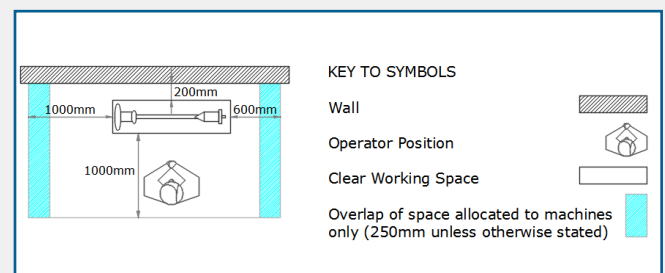 200mm
1000mm
600mm
1000mm
KEY TO SYMBOLS
Wall
Operator Position
Clear Working Space
Overlap of space allocated to machines
only (250mm unless otherwise stated)